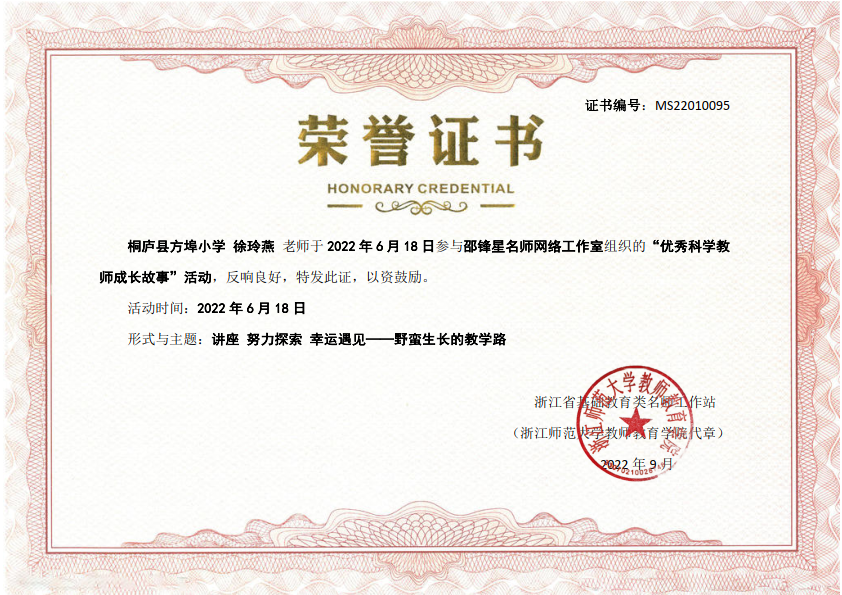 证书编号：MS22010095
荣誉证书
HONORARY CREDENTIAL
桐庐县方埠小学 徐玲燕 老师于 2022 年 6 月 18 日参与邵锋星名师网络工作室组织的“优秀科学教
师成长故事”活动，反响良好，特发此证，以资鼓励。
活动时间：2022 年 6 月 18 日
形式与主题：讲座 努力探索 幸运遇见——野蛮生长的教学路
浙江省基础教育类名师工作站
（浙江师范大学教师教育学院代章）
2022 年 9 月
浙江师范大学教师教育学院